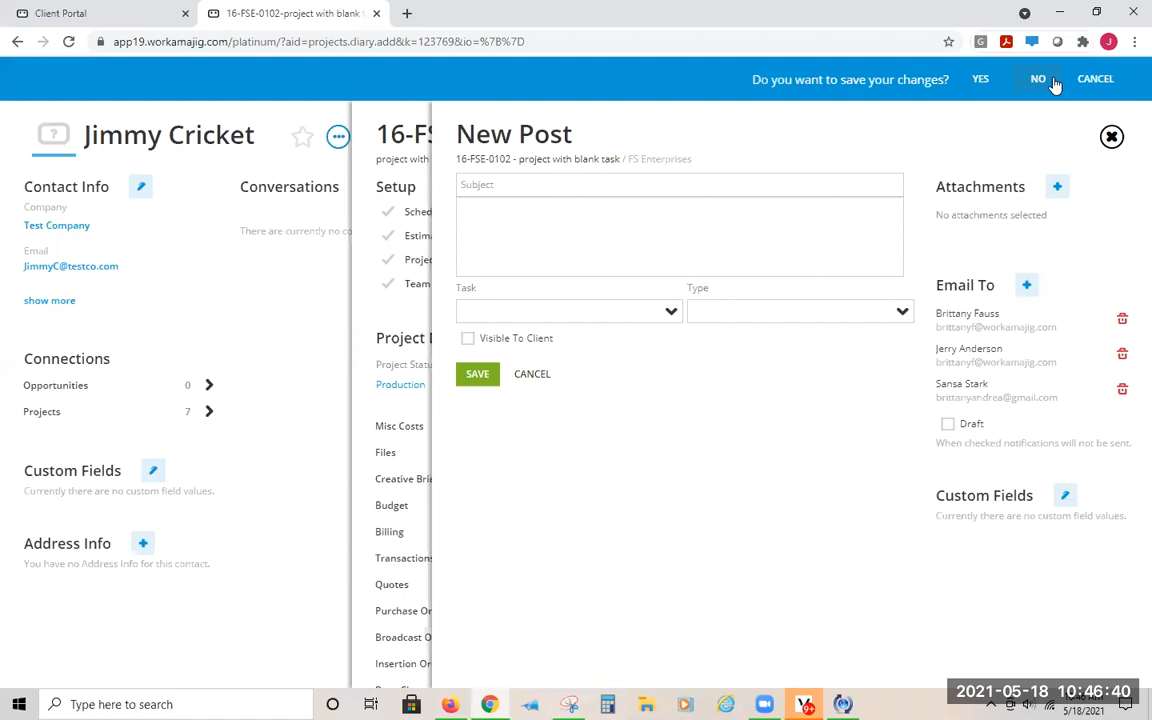 Client Portal
16-FSE-0102-project with blank t
app19.workamajig.com/platinum/?aid=projects.diary.add&k=123769&io=%7B%7D
Do you want to save your changes? YES NO CANCEL
Jimmy Cricket
Contact Info
Company
Test Company
Email
JimmyC@testco.com
show more
Conversations
There are currently no co
Connections
Opportunities 0
Projects 7
Custom Fields
Currently there are no custom field values.
Address Info
You have no Address Info for this contact.
16-FS
project with
Setup
Sched
Estima
Projec
Team
Project D
Project Statu
Production
Misc Costs
Files
Creative Brie
Budget
Billing
Transactions
Quotes
Purchase Or
Broadcast O
Insertion Or
New Post
16-FSE-0102 - project with blank task / FS Enterprises
Subject
Task
Type
Visible To Client
SAVE CANCEL
Attachments
No attachments selected
Email To
Brittany Fauss
brittanyf@workamajig.com
Jerry Anderson
brittanyf@workamajig.com
Sansa Stark
brittanyandrea@gmail.com
Draft
When checked notifications will not be sent.
Custom Fields
Currently there are no custom field values.
Type here to search
9+
2021-05-18 10:46:40
5/18/2021